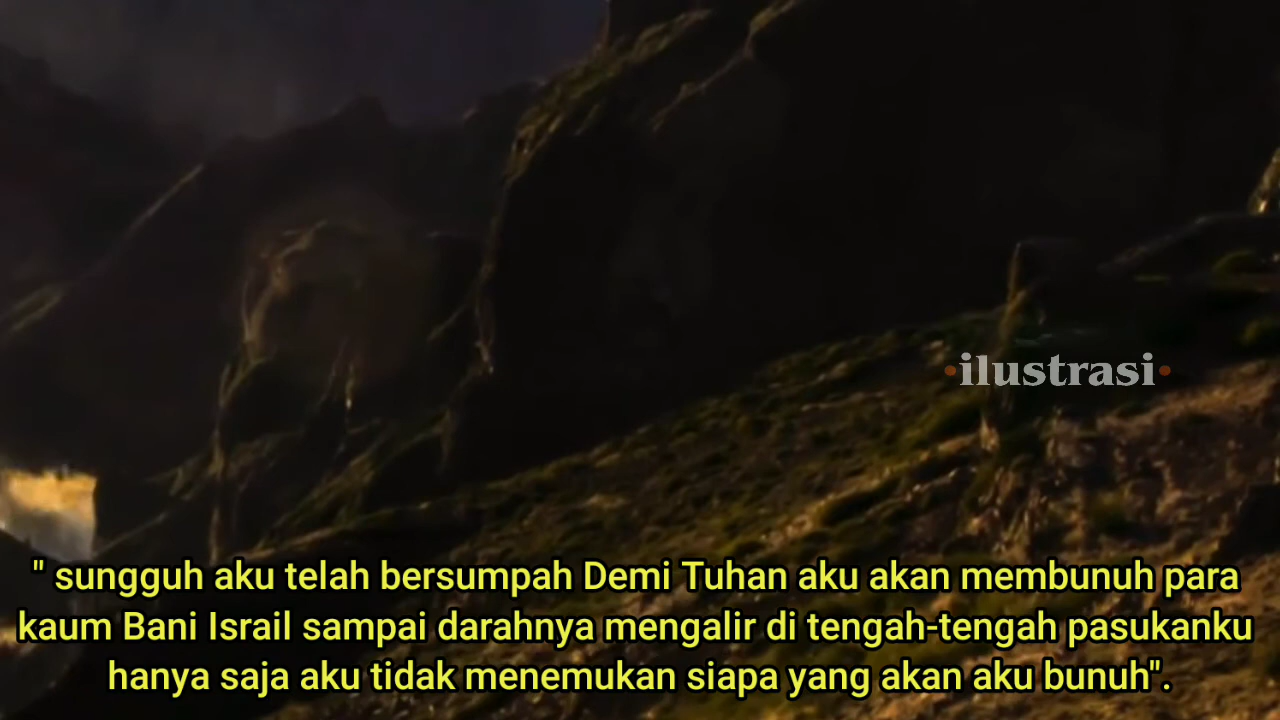 •ilustrasi•
" sungguh aku telah bersumpah Demi Tuhan aku akan membunuh para
kaum Bani Israil sampai darahnya mengalir di tengah-tengah pasukanku
hanya saja aku tidak menemukan siapa yang akan aku bunuh".